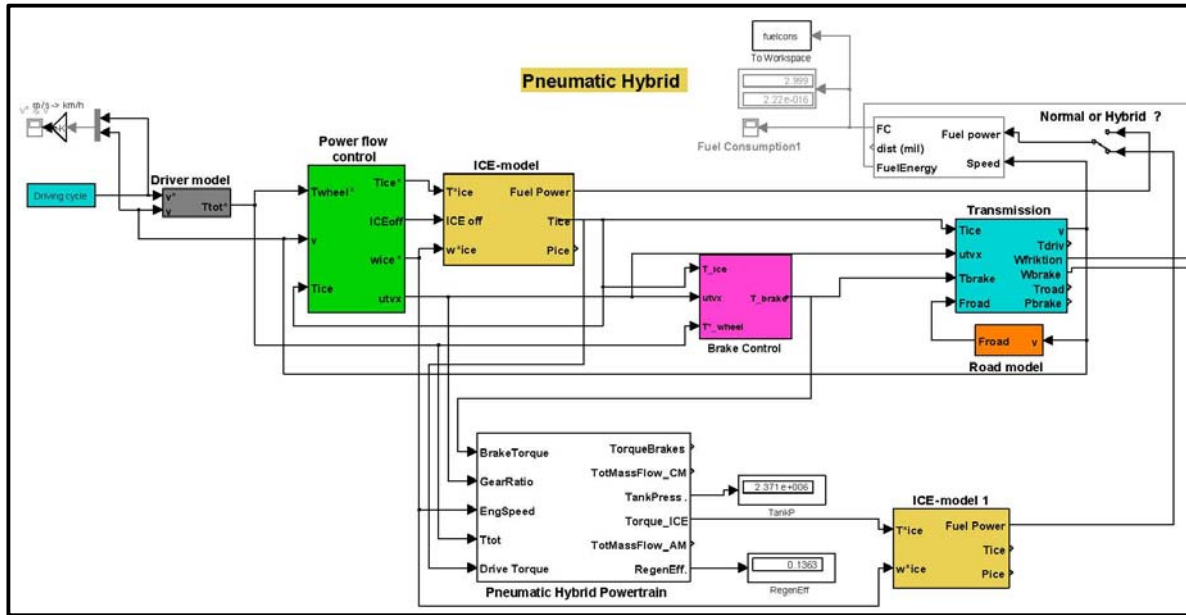 fuelcons
To Workspace
Pneumatic Hybrid
2.999
2.22e-016
m/s -> km/h
Normal or Hybrid ?
FC
dist (mil)
FuelEnergy
Fuel power
Speed
Fuel Consumption1
Power flow
control
ICE-model
Driver model
Driving cycle
v*
v
Ttot*
Twheel*
v
Tice
Tice*
ICEoff
wice*
utvx
T*ice
ICE off
w*ice
Fuel Power
Tice
Pice
Transmission
Tice
utvx
Tbrake
Froad
v
Tdriv
Wfriktion
Wbrake
Troad
Pbrake
T_ice
utvx
T*_wheel
T_brake
Brake Control
Froad
v
Road model
BrakeTorque
GearRatio
EngSpeed
Ttot
Drive Torque
TorqueBrakes
TotMassFlow_CM
TankPress.
Torque_ICE
TotMassFlow_AM
RegenEff.
Pneumatic Hybrid Powertrain
2.371e+006
TankP
0.1363
RegenEff
ICE-model 1
T*ice
w*ice
Fuel Power
Tice
Pice